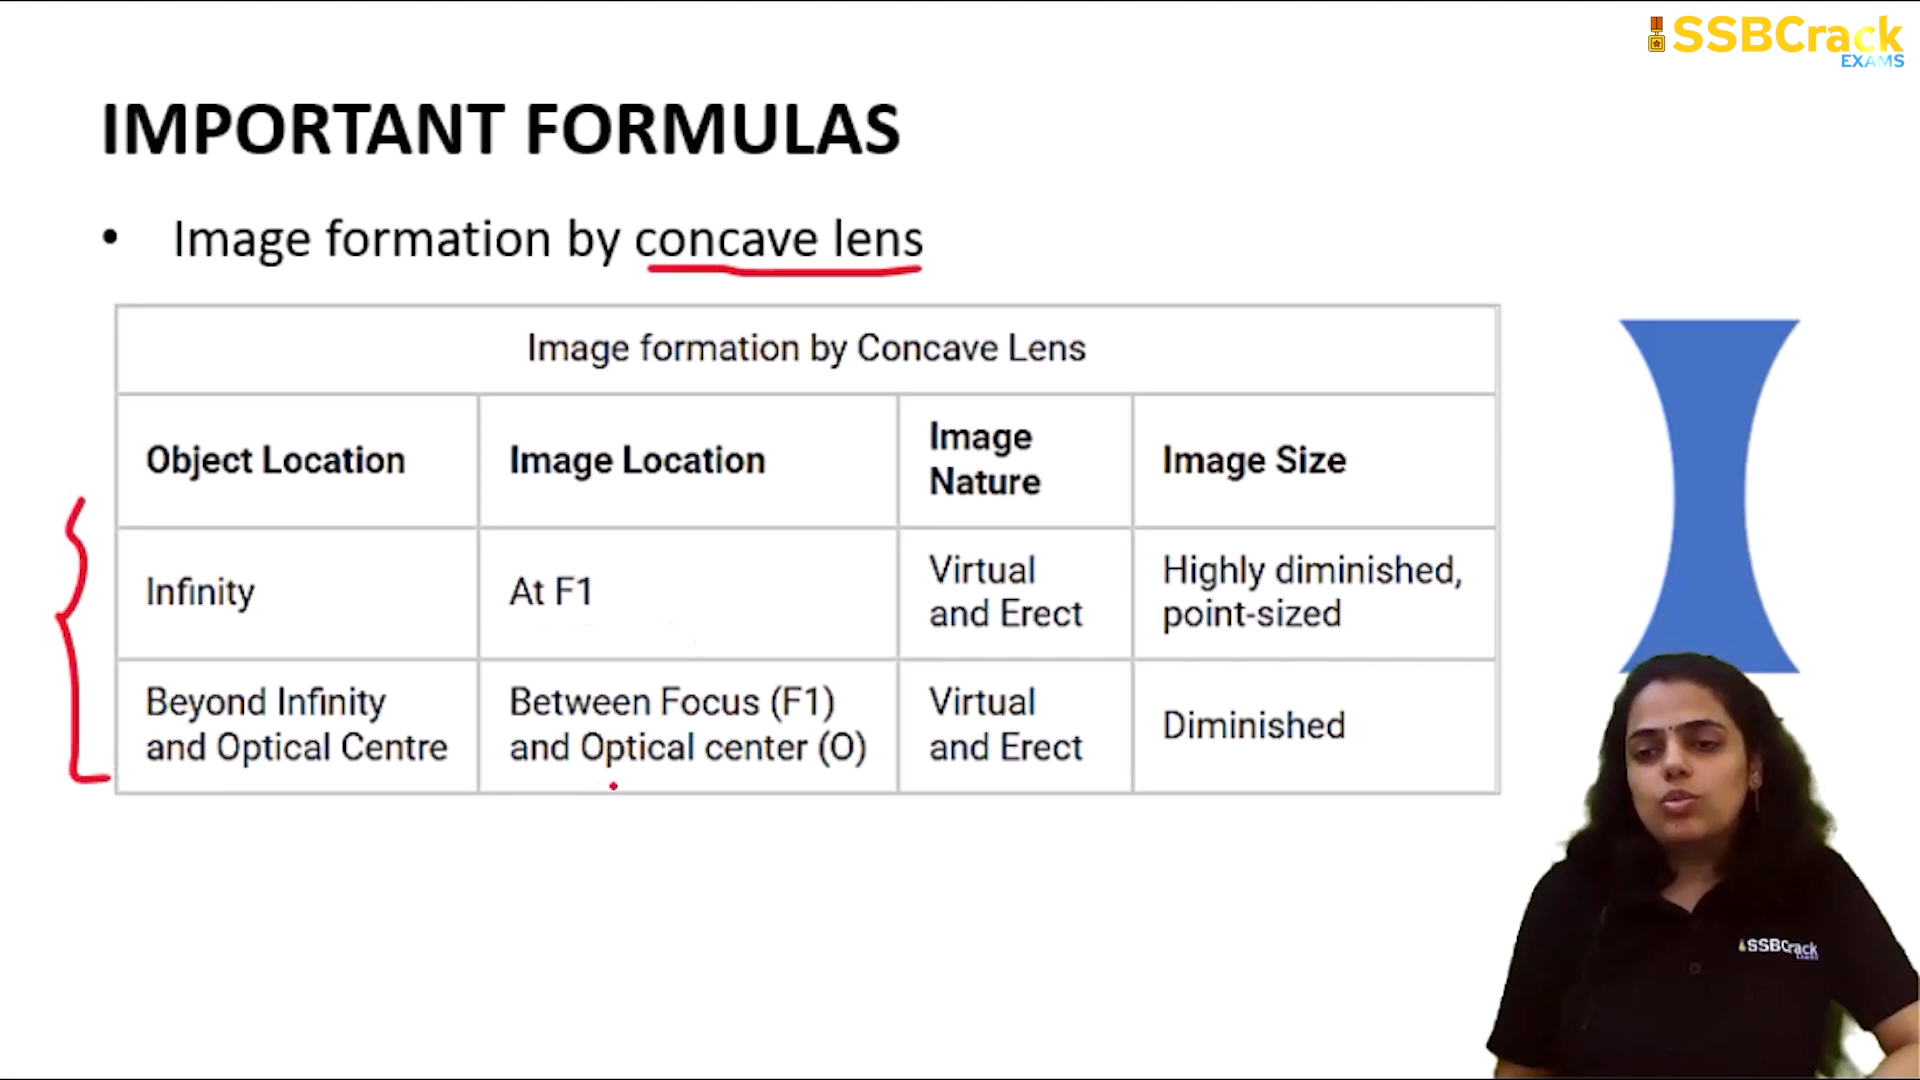 SSBCrack
EXAMS
IMPORTANT FORMULAS
• Image formation by concave lens
Image formation by Concave Lens
Object Location
Image Location
Image
Nature
Image Size
Infinity
At F1
Virtual
and Erect
Highly diminished,
point-sized
Beyond Infinity
and Optical Centre
Between Focus (F1)
and Optical center (O)
Virtual
and Erect
Diminished
SSBCrack